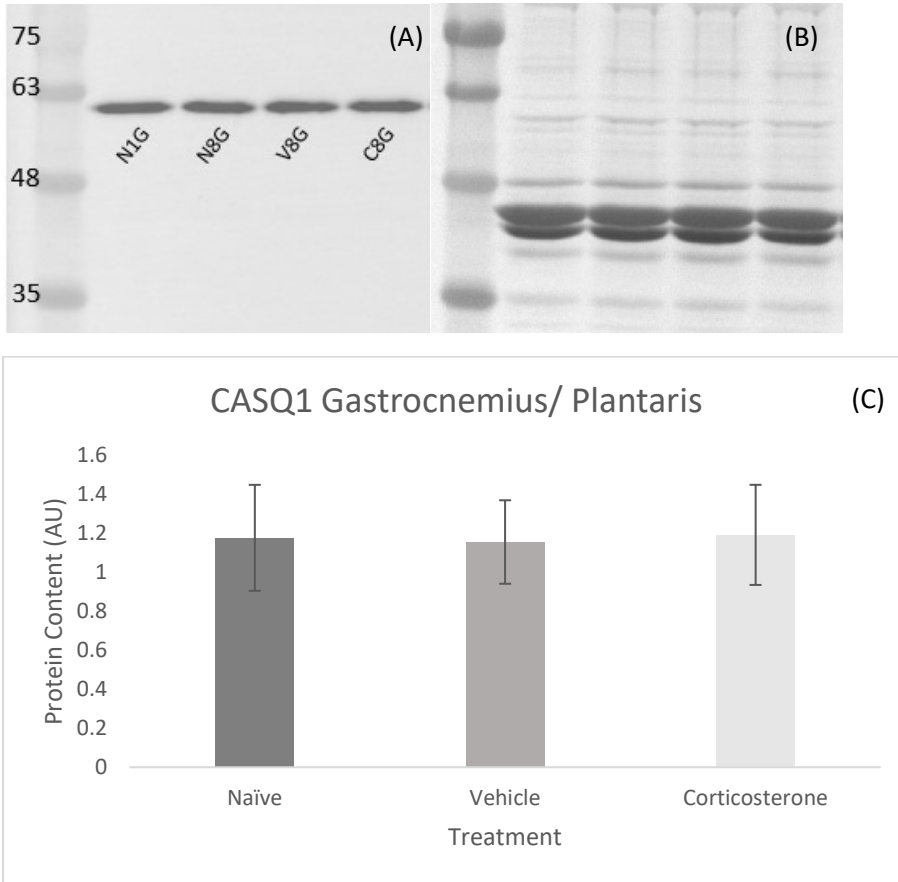 75
(A)
(B)
63
N1G
N8G
V8G
C8G
48
35
CASQ1 Gastrocnemius/ Plantaris
(C)
1.6
1.4
1.2
1
0.8
0.6
0.4
0.2
0
Protein Content (AU)
Naïve
Vehicle
Corticosterone
Treatment